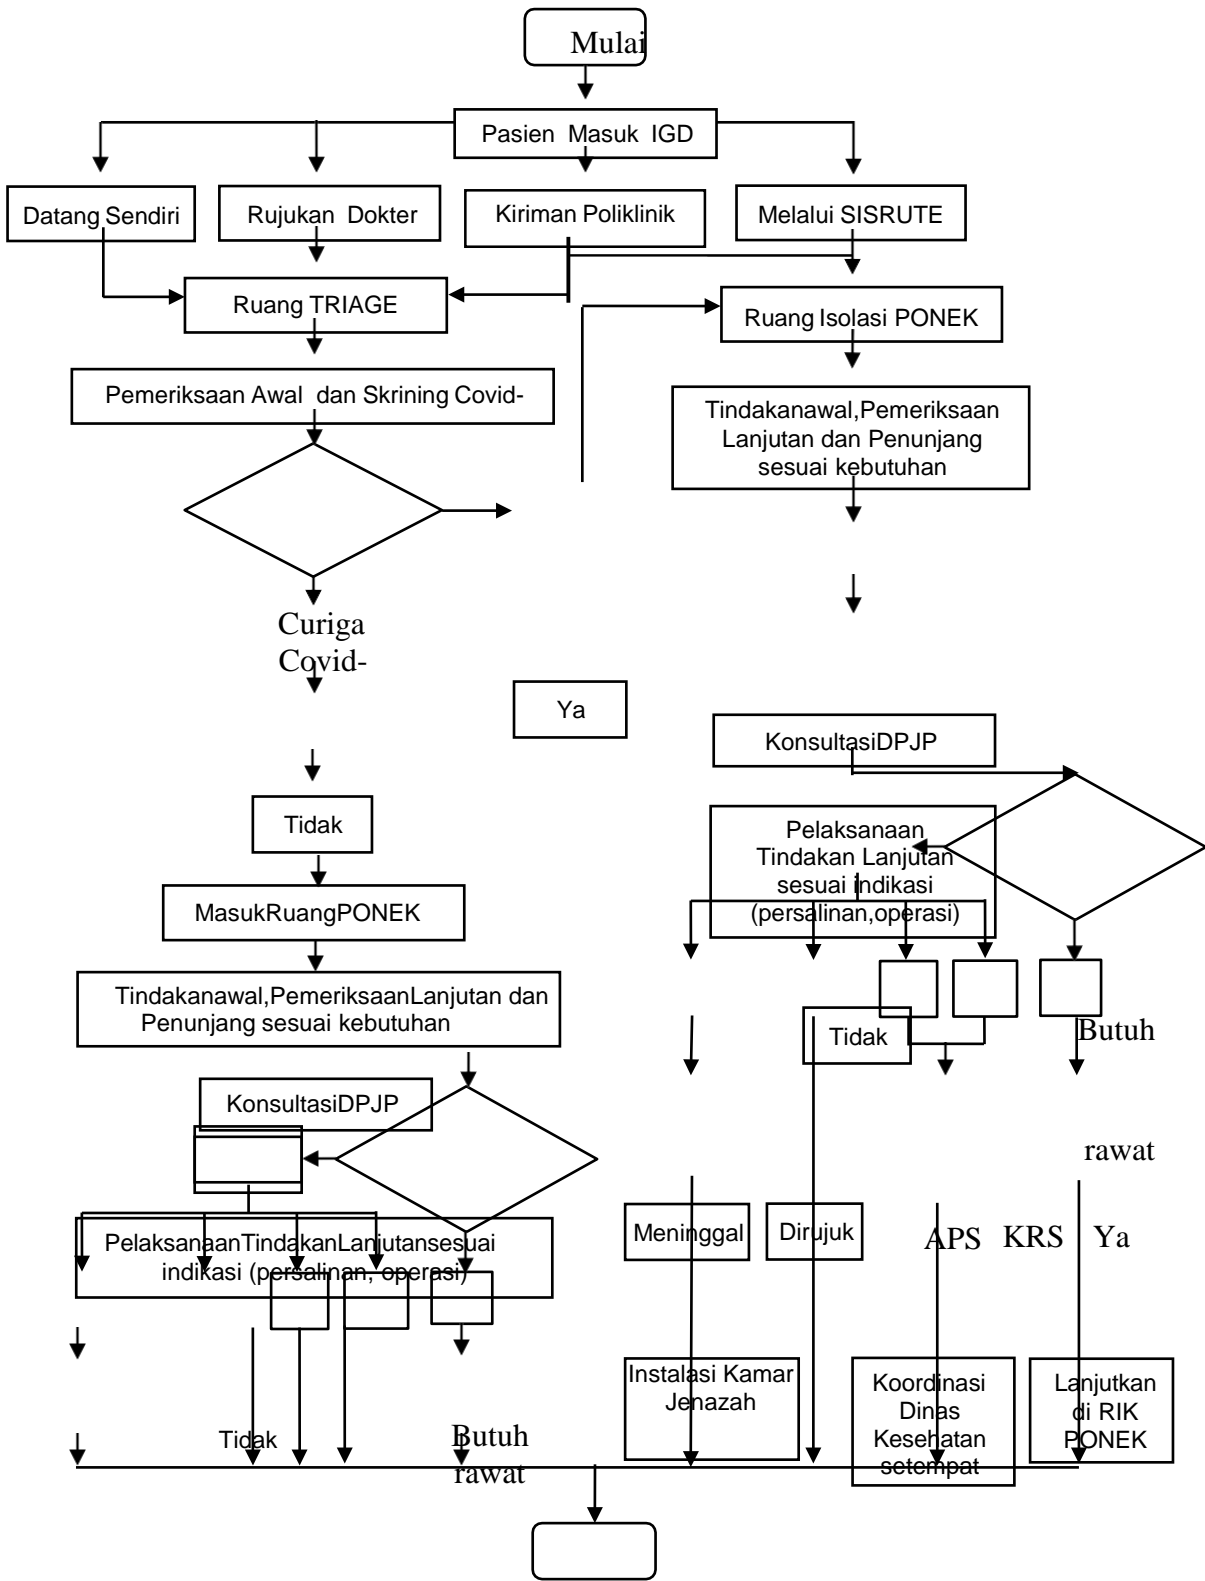 Mulai
Pasien Masuk IGD
Datang Sendiri
Rujukan Dokter
Kiriman Poliklinik
Melalui SISRUTE
Ruang TRIAGE
Ruang Isolasi PONEK
Pemeriksaan Awal dan Skrining Covid-
Tindakanawal,Pemeriksaan
Lanjutan dan Penunjang
sesuai kebutuhan
Curiga
Covid-
Ya
KonsultasiDPJP
Tidak
Pelaksanaan
Tindakan Lanjutan
sesuai indikasi
(persalinan,operasi)
MasukRuangPONEK
Tindakanawal,PemeriksaanLanjutan dan
Penunjang sesuai kebutuhan
Tidak
Butuh
KonsultasiDPJP
rawat
PelaksanaanTindakanLanjutansesuai
indikasi (persalinan, operasi)
Meninggal
Dirujuk
APS
KRS
Ya
Instalasi Kamar
Jenazah
Koordinasi
Dinas
Kesehatan
setempat
Lanjutkan
di RIK
PONEK
Tidak
Butuh
rawat